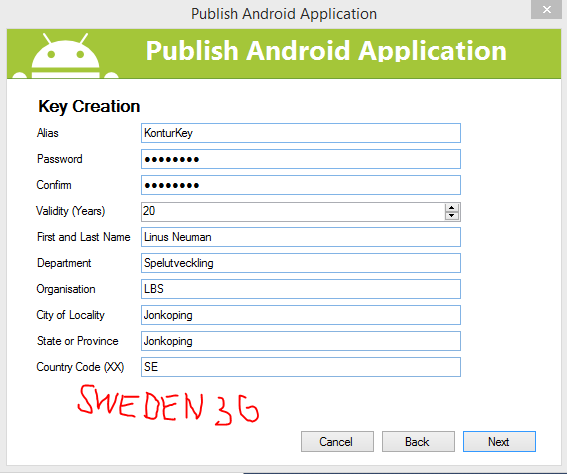 Publish Android Application
Publish Android Application
Key Creation
Alias KonturKey
Password ●●●●●●●●
Confirm ●●●●●●●●
Validity (Years) 20
First and Last Name Linus Neuman
Department Spelutveckling
Organisation LBS
City of Locality Jonkoping
State or Province Jonkoping
Country Code (XX) SE
SWEDEN 3G
Cancel Back Next